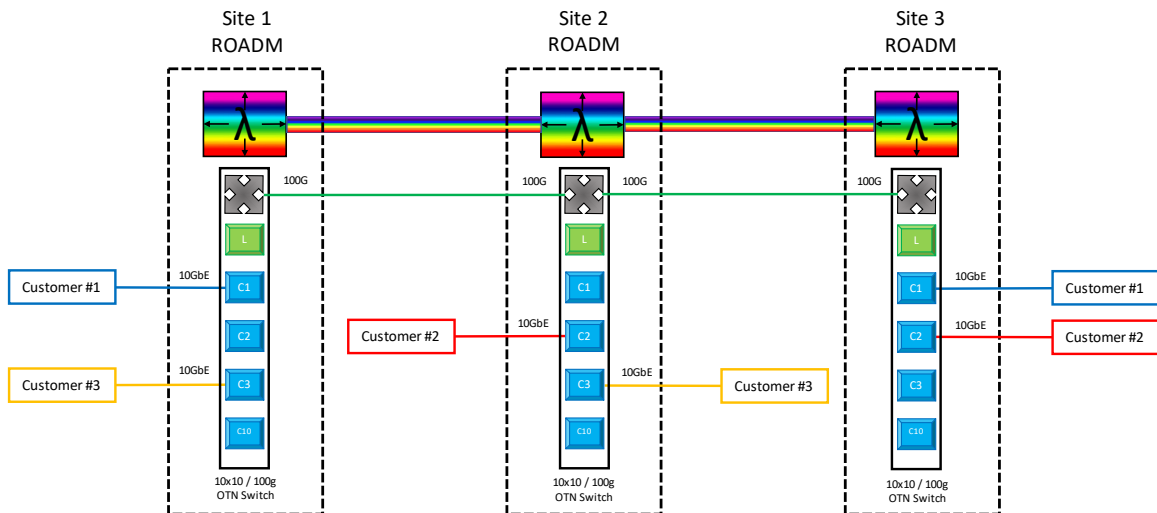 Site 1
ROADM
Site 2
ROADM
Site 3
ROADM
λ
λ
λ
100G
100G
100G
100G
L
L
L
Customer #1
10GbE
C1
C1
C1
10GbE
Customer #1
C2
Customer #2
10GbE
C2
C2
10GbE
Customer #2
Customer #3
10GbE
C3
C3
10GbE
Customer #3
C3
C10
C10
C10
10x10 / 100g
OTN Switch
10x10 / 100g
OTN Switch
10x10 / 100g
OTN Switch